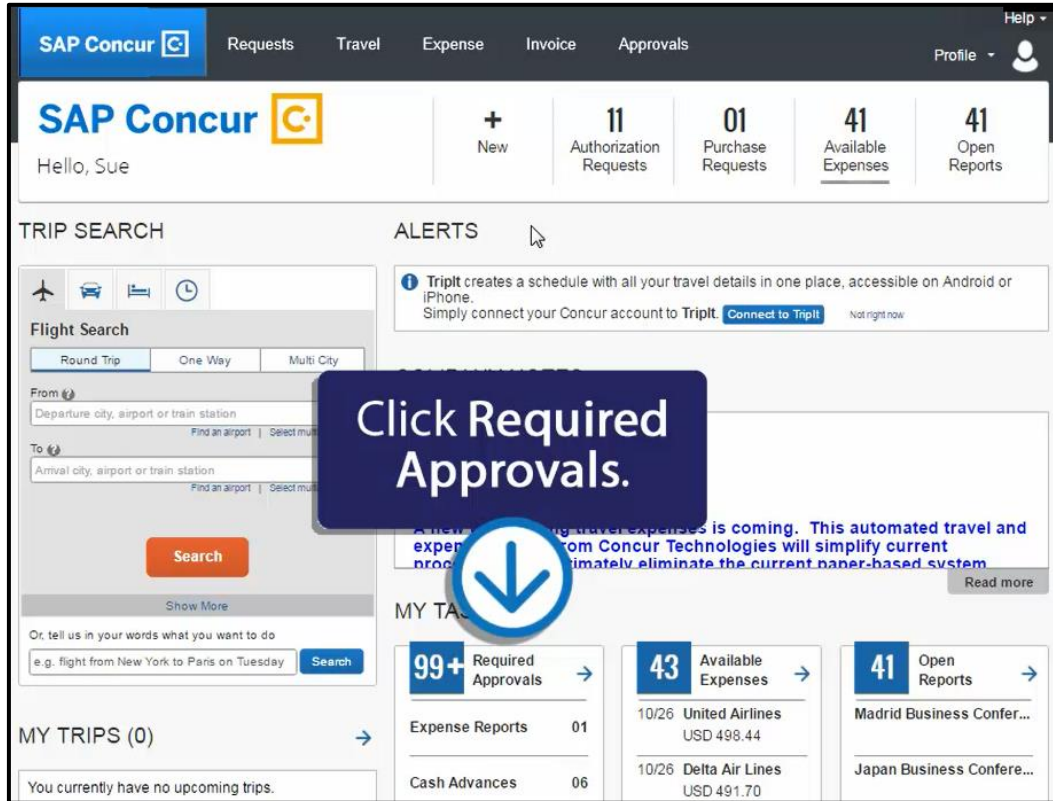 Help
SAP Concur
Requests
Travel
Expense
Invoice
Approvals
Profile
SAP Concur
Hello, Sue
+
New
11
Authorization
Requests
01
Purchase
Requests
41
Available
Expenses
41
Open
Reports
TRIP SEARCH
Flight Search
Round Trip
One Way
Multi City
From
Departure city, airport or train station
Find an airport | Select mul
To
Arrival city, airport or train station
Find an airport | Select mul
Search
Show More
Or, tell us in your words what you want to do
e.g. flight from New York to Paris on Tuesday
Search
MY TRIPS (0)
You currently have no upcoming trips.
ALERTS
TripIt creates a schedule with all your travel details in one place, accessible on Android or
iPhone.
Simply connect your Concur account to TripIt. Connect to TripIt Not right now
Click Required
Approvals.
A new travel expenses is coming. This automated travel and
from Concur Technologies will simplify current
eliminate the current paper-based system
Read more
MY
99+ Required
Approvals
Expense Reports 01
Cash Advances 06
43 Available
Expenses
10/26 United Airlines
USD 498.44
10/26 Delta Air Lines
USD 491.70
41 Open
Reports
Madrid Business Confer...
Japan Business Confere...